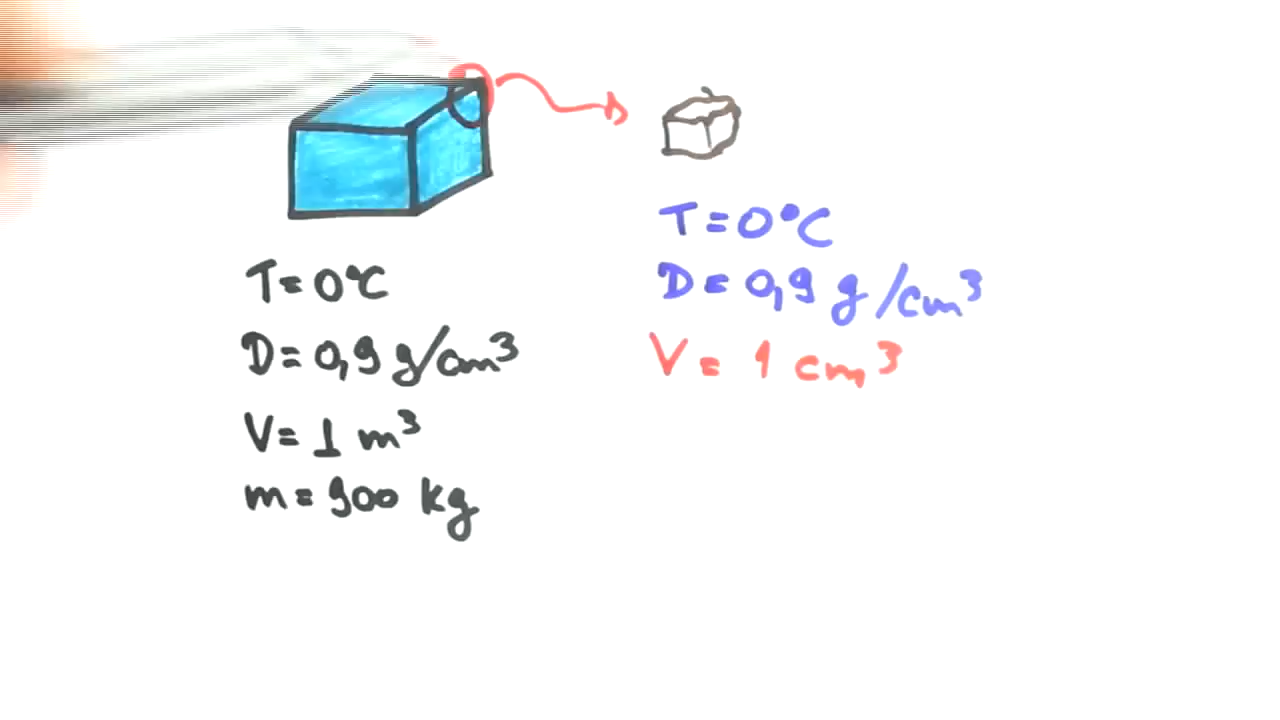 T=0°C
D=0,9 g/cm³
V=1 m³
m=900 kg
T=0°C
D=0,9 g/cm³
V=1 cm³